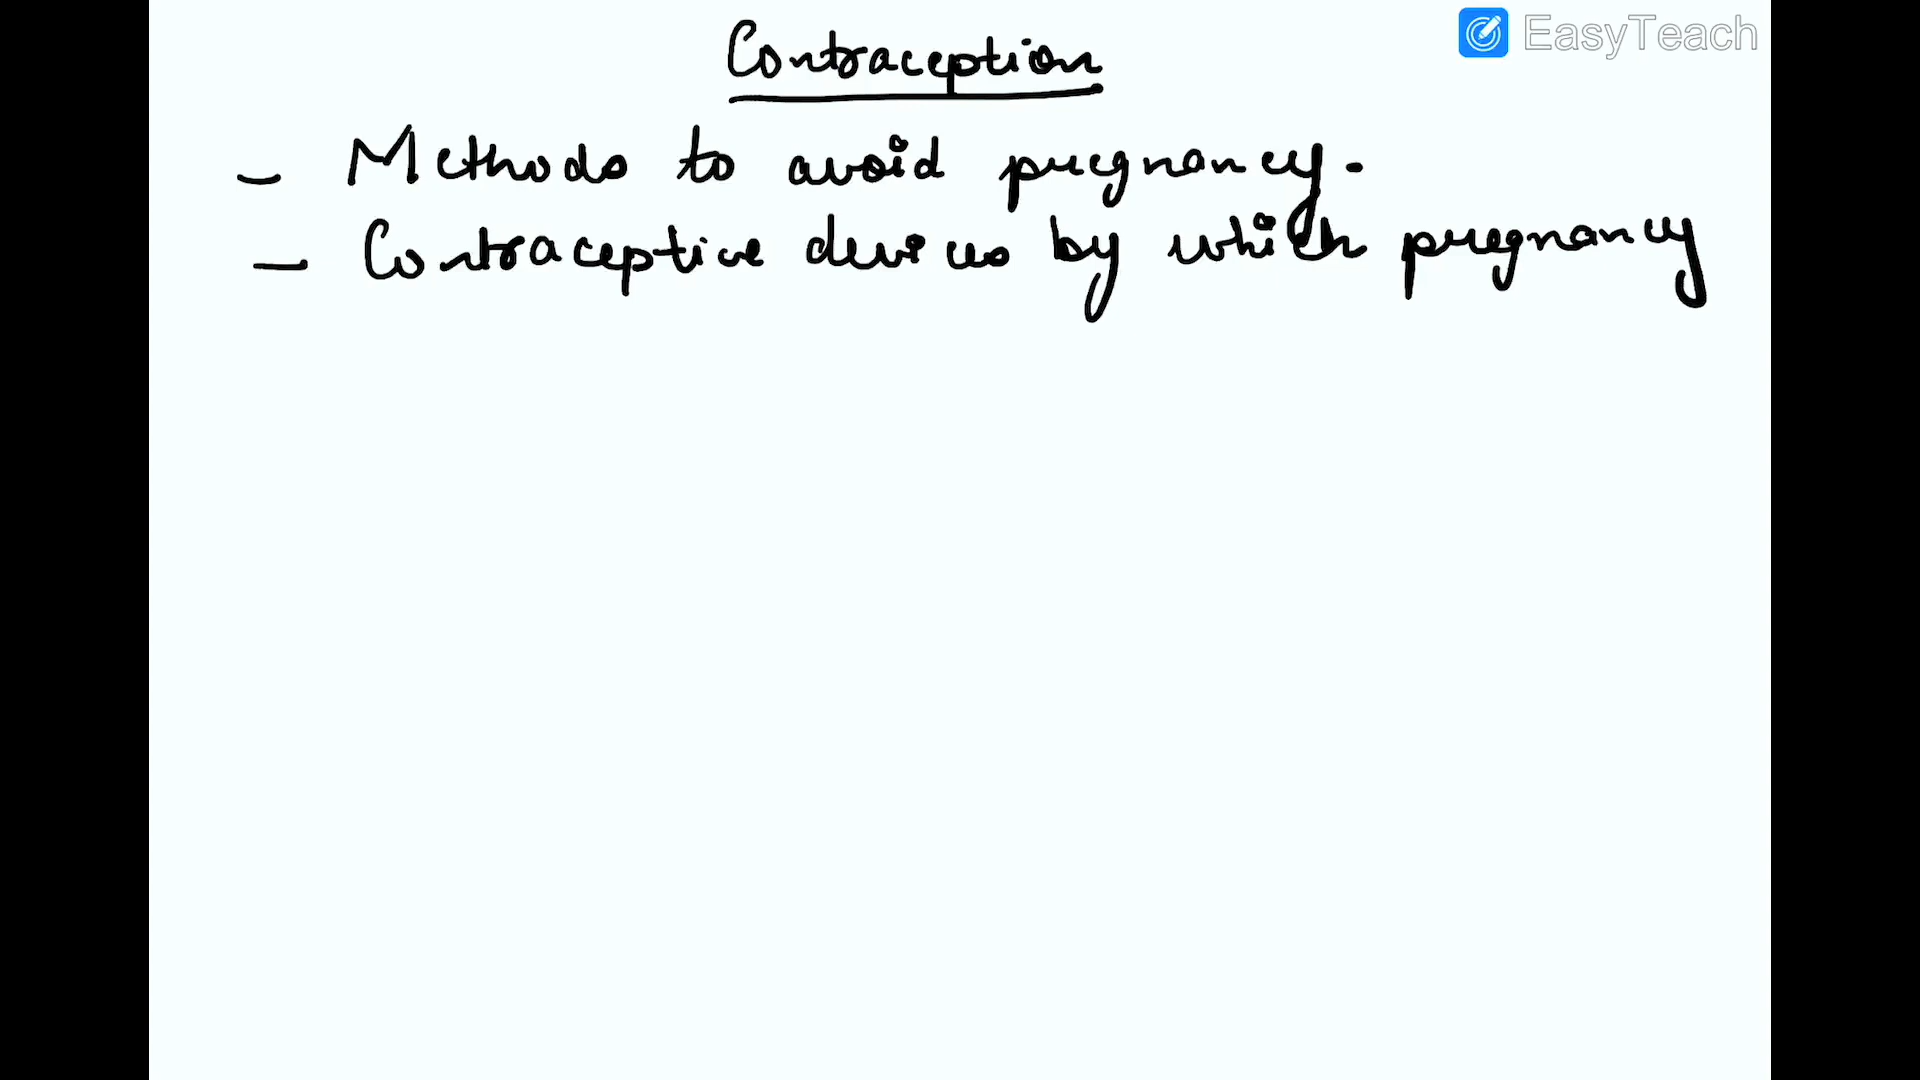 Contraception
EasyTeach
- Methods to avoid pregnancy.
- Contraceptive devices by which pregnancy